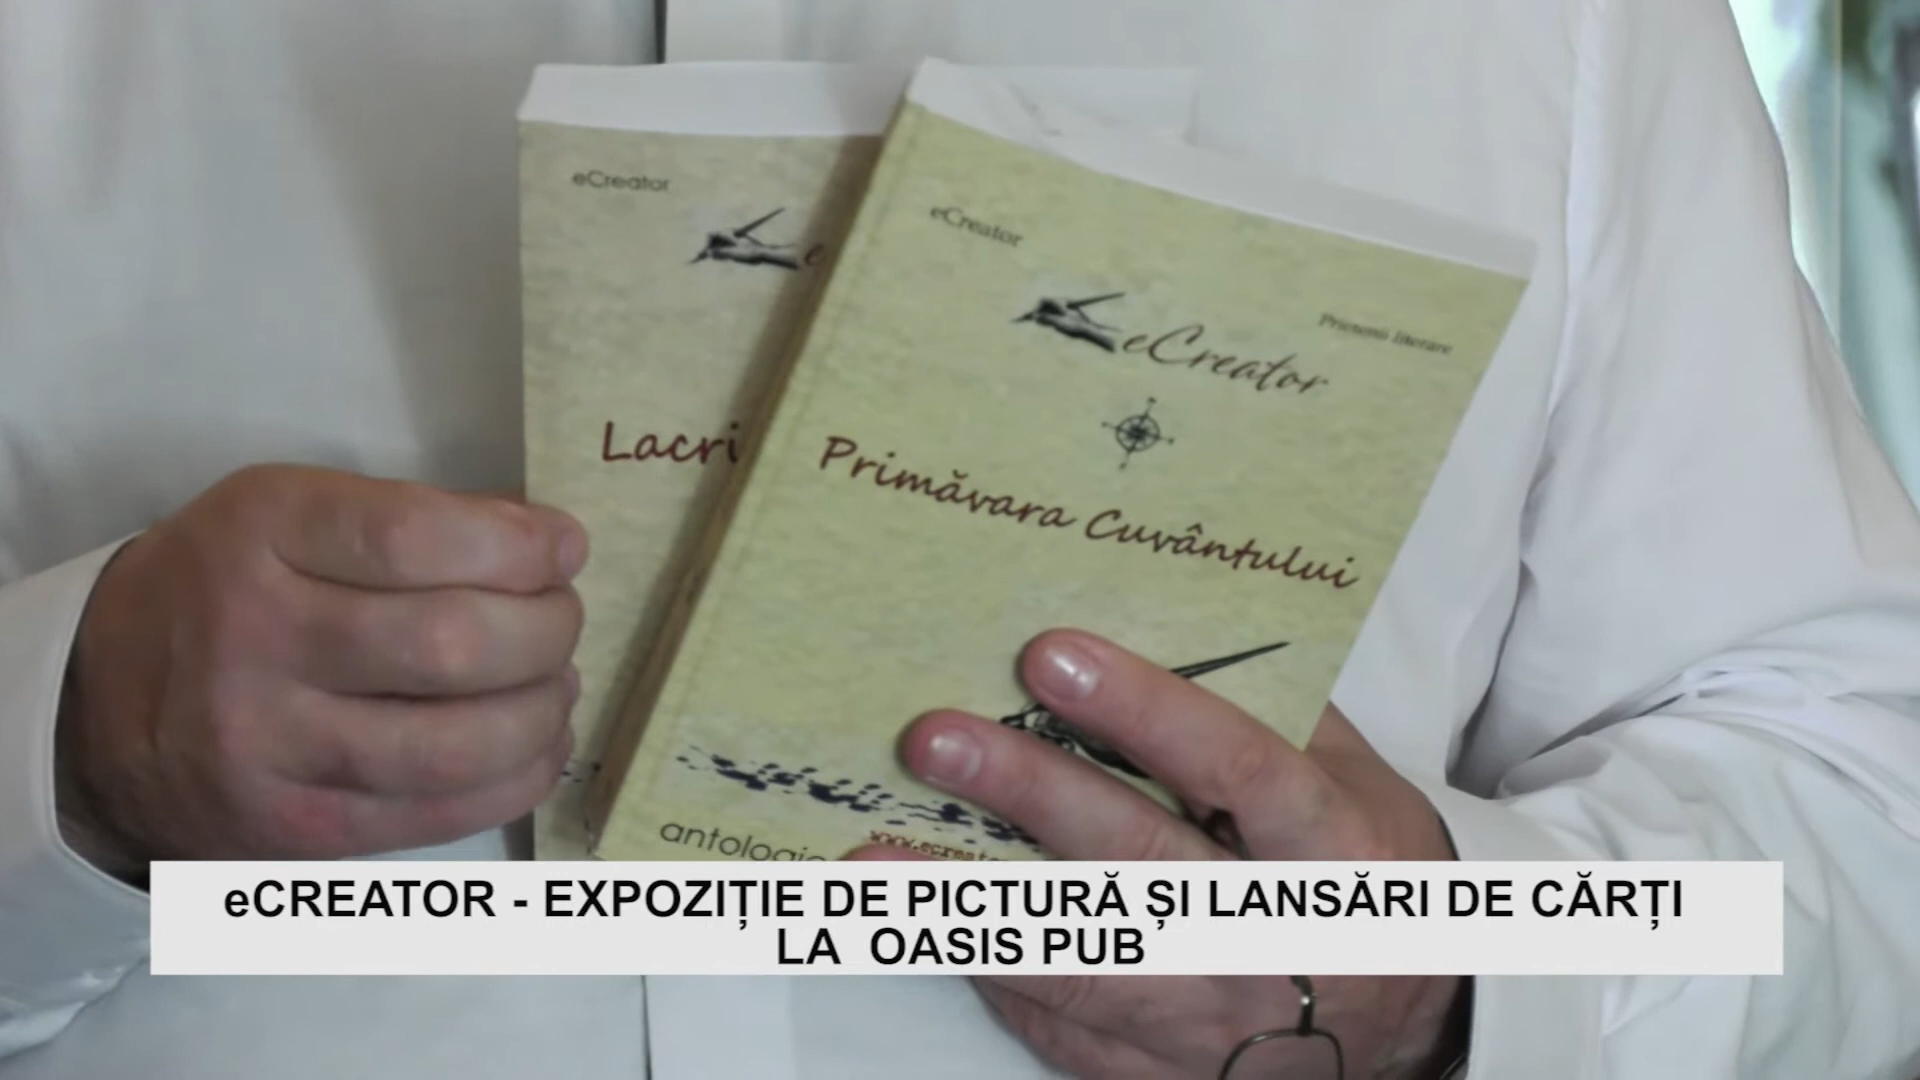 eCreator
Lacri
eCreator
Prietenii literare
eCreator
Primăvara Cuvântului
antologie
eCREATOR - EXPOZIȚIE DE PICTURĂ ȘI LANSĂRI DE CĂRȚI
LA OASIS PUB